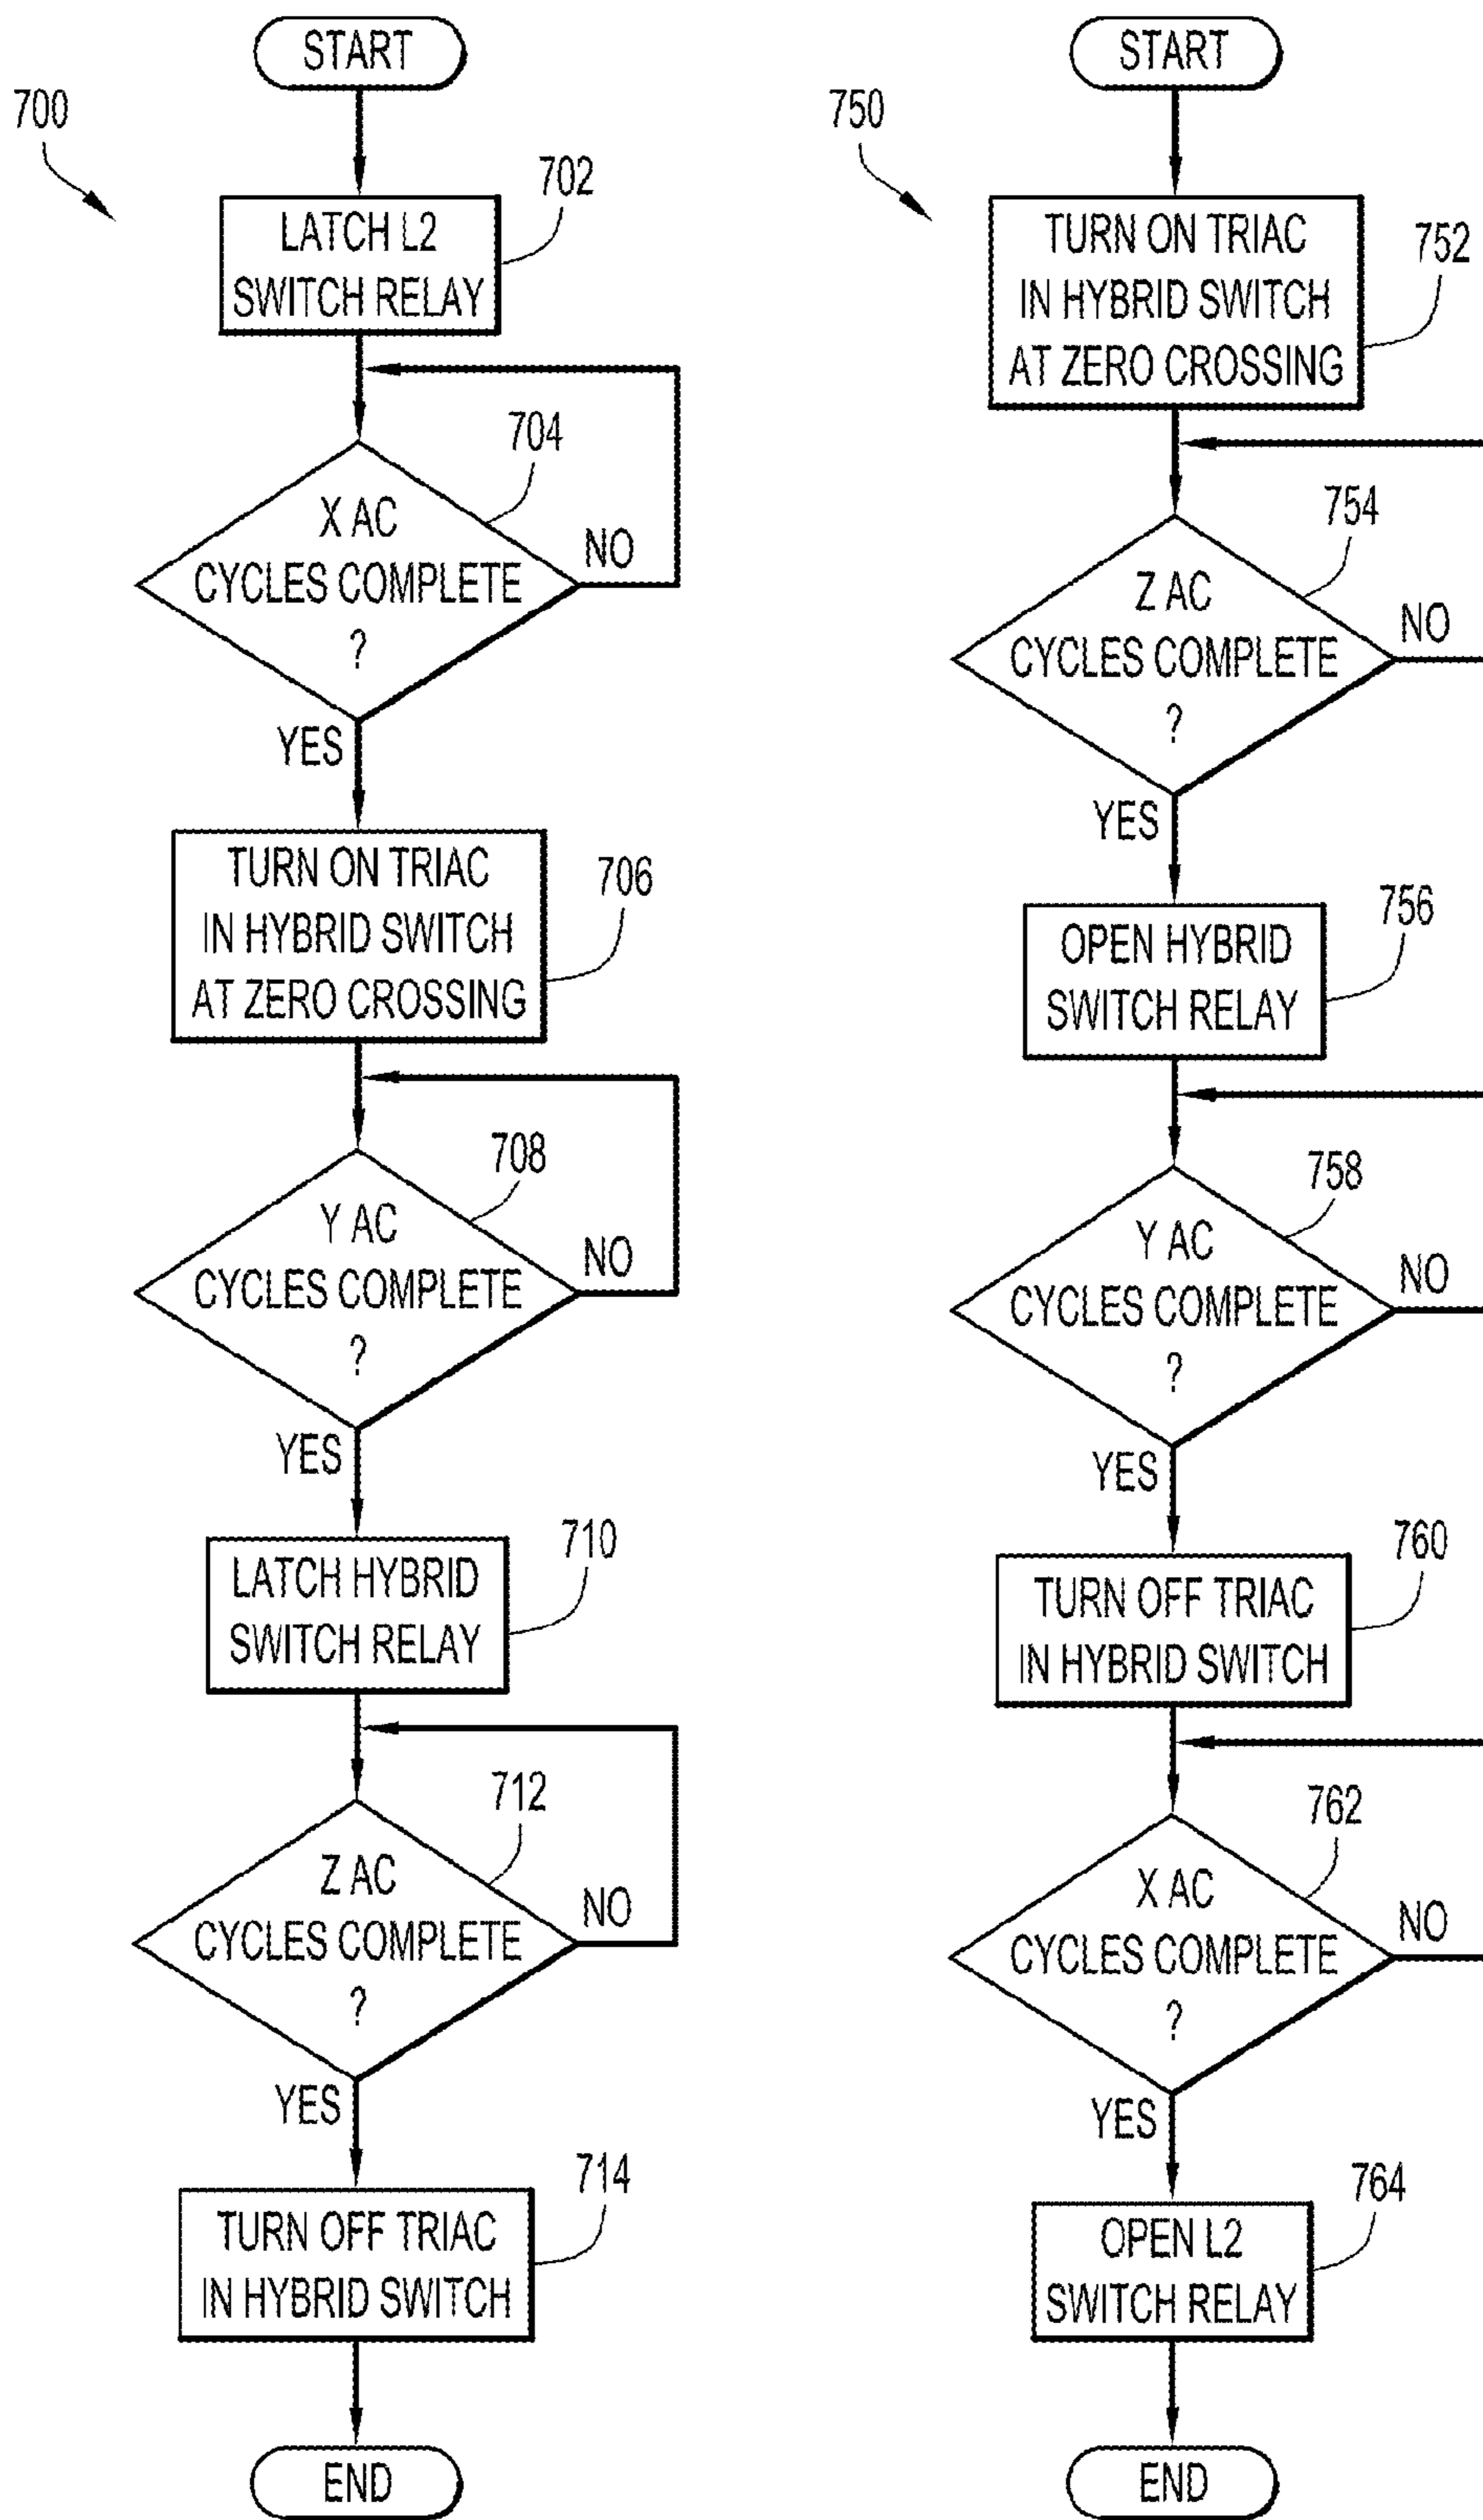 START
700
702
LATCH L2
SWITCH RELAY
704
X AC
CYCLES COMPLETE
?
NO
YES
706
TURN ON TRIAC
IN HYBRID SWITCH
AT ZERO CROSSING
708
Y AC
CYCLES COMPLETE
?
NO
YES
710
LATCH HYBRID
SWITCH RELAY
712
Z AC
CYCLES COMPLETE
?
NO
YES
714
TURN OFF TRIAC
IN HYBRID SWITCH
END
START
750
752
TURN ON TRIAC
IN HYBRID SWITCH
AT ZERO CROSSING
754
Z AC
CYCLES COMPLETE
?
NO
YES
756
OPEN HYBRID
SWITCH RELAY
758
Y AC
CYCLES COMPLETE
?
NO
YES
760
TURN OFF TRIAC
IN HYBRID SWITCH
762
X AC
CYCLES COMPLETE
?
NO
YES
764
OPEN L2
SWITCH RELAY
END